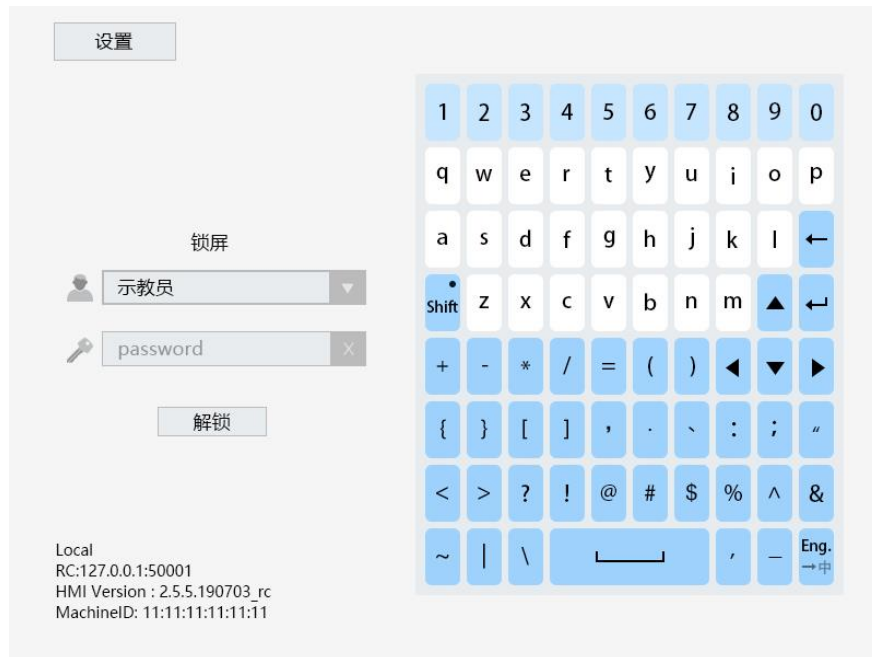 设置
锁屏
示教员
password X
解锁
Local
RC:127.0.0.1:50001
HMI Version : 2.5.5.190703_rc
MachineID: 11:11:11:11:11:11
1 2 3 4 5 6 7 8 9 0
q w e r t y u i o p
a s d f g h j k l ←
Shift z x c v b n m ▲ ↵
+ - * / = ( ) ◀ ▼ ▶
{ } [ ] , . 、 : ; "
< > ? ! @ # $ % ^ &
~ | \ ' _ Eng.
→中